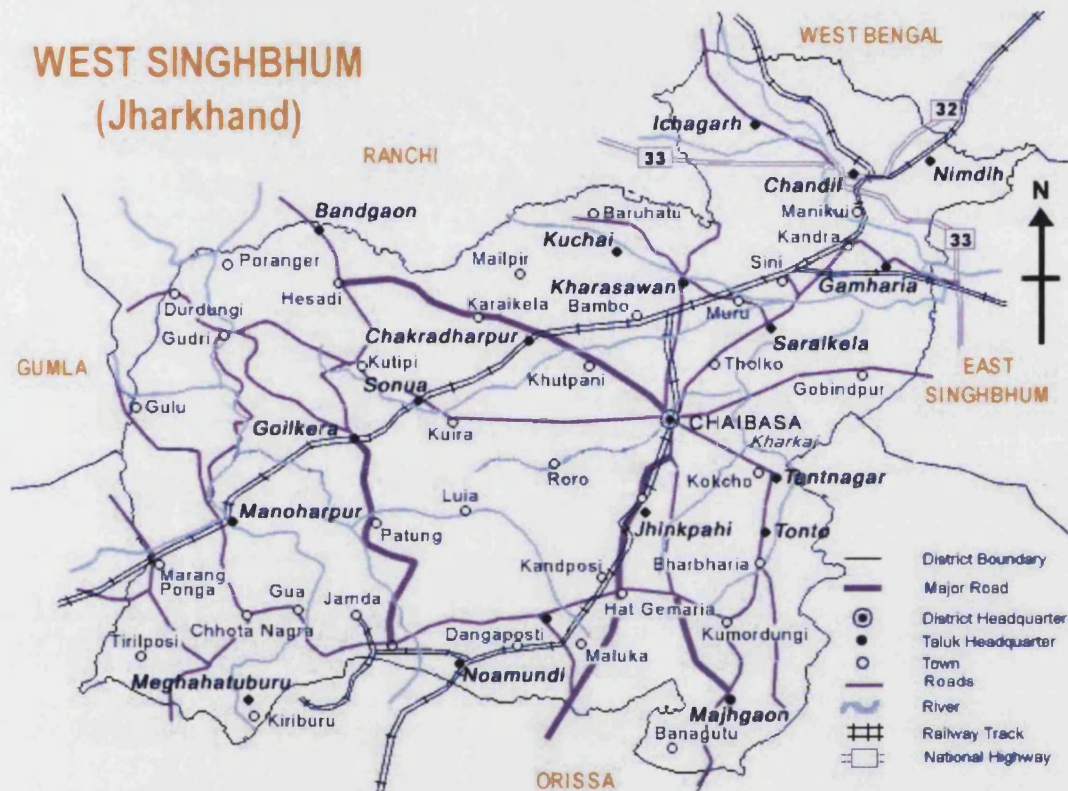 WEST SINGHBHUM
(Jharkhand)
WEST BENGAL
32
Ichagarh
RANCHI
33
Chandil
Nimdih
N
Bandgaon
Baruhatu
Manikui
Kuchai
Kandra
33
Poranger
Mailpir
Sini
Hesadi
Kharasawan
Gamharia
Durdungi
Karaikela
Bambo
Muru
Gudri
Chakradharpur
Saraikela
GUMLA
Kutipi
Tholko
EAST
SINGHBHUM
Sonua
Khutpani
Gobindpur
Gulu
Kuira
CHAIBASA
Goilkera
Kharkai
Roro
Kokcho
Tantnagar
Luia
Manoharpur
Patung
Jhinkpahi
Tonto
Marang
Ponga
Kandposi
Bharbharia
District Boundary
Gua
Jamda
Hat Gemaria
Major Road
Chhota Nagra
Dangaposti
Kumordungi
District Headquarter
Tirilposi
Maluka
Taluk Headquarter
Noamundi
Town
Meghahatuburu
Roads
Kiriburu
Majhgaon
River
Banagutu
Railway Track
ORISSA
National Highway